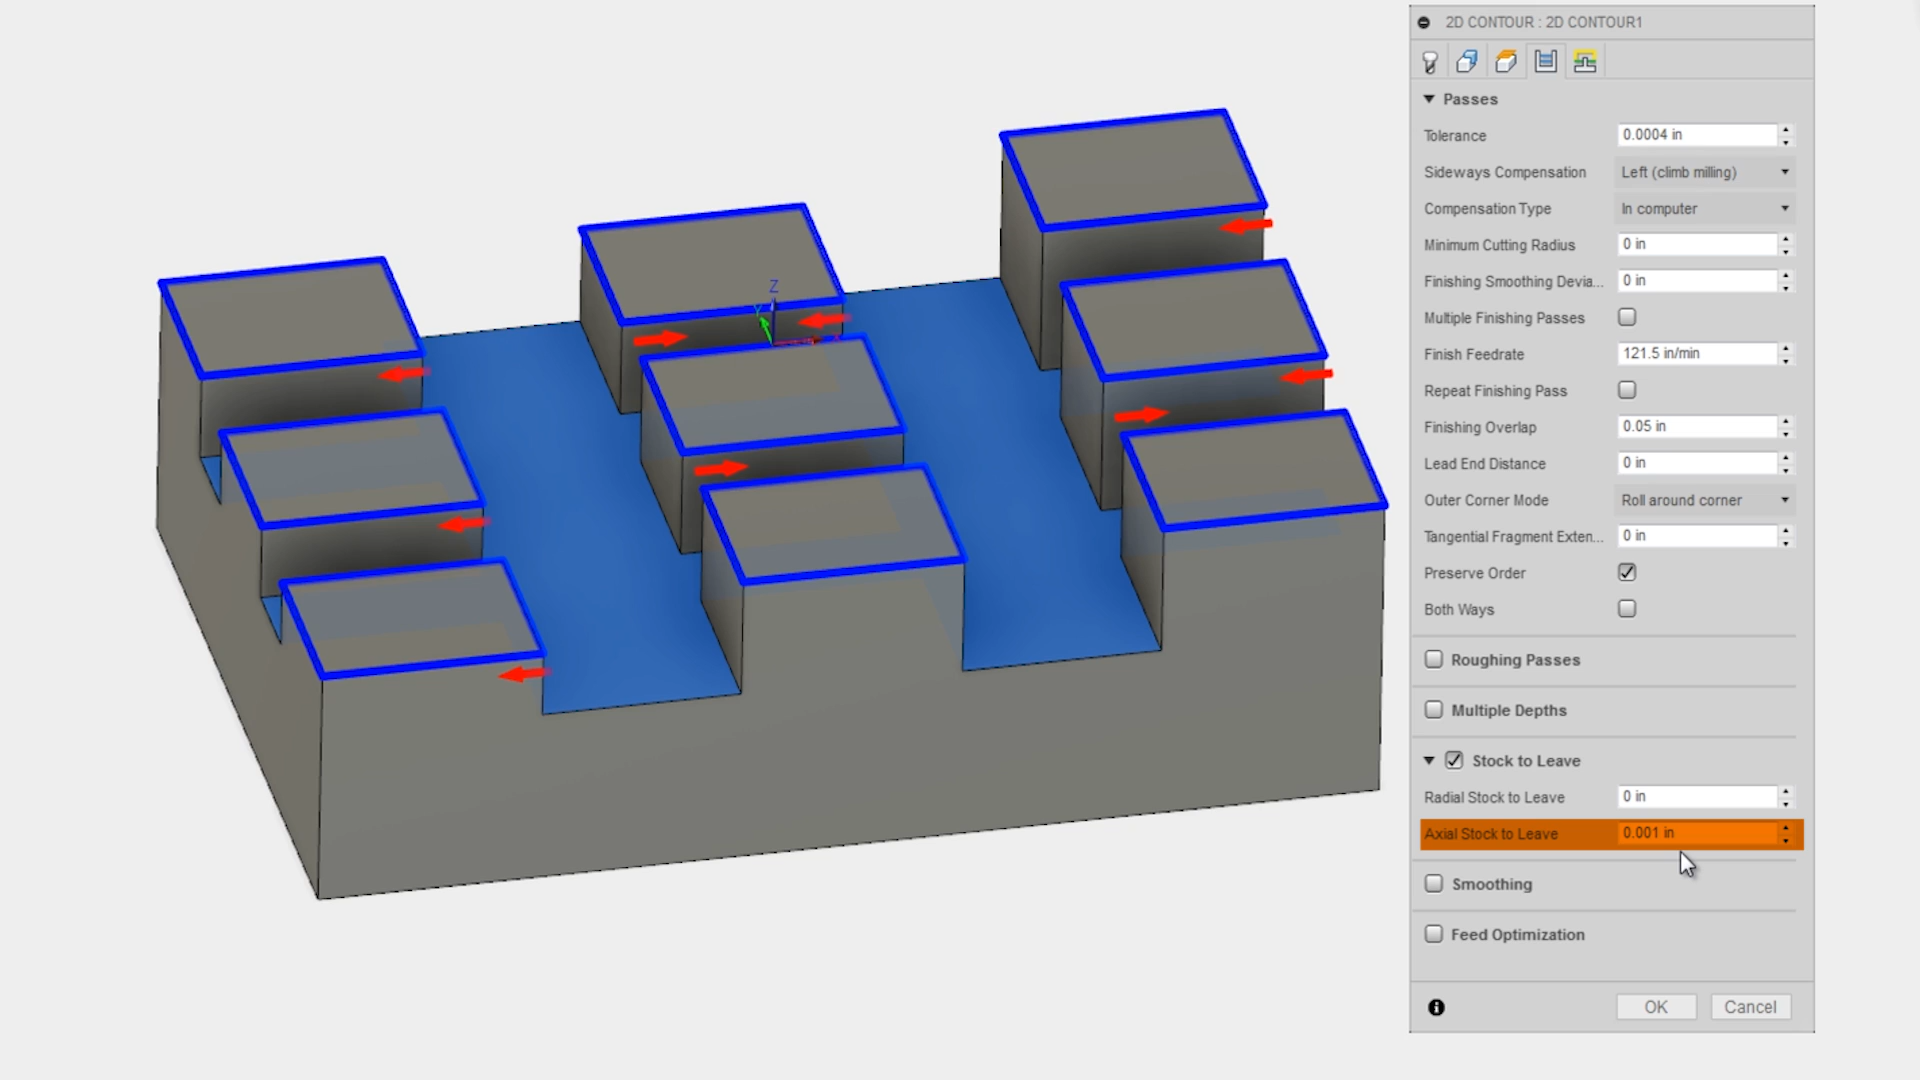 2D CONTOUR : 2D CONTOUR1
Passes
Tolerance 0.0004 in
Sideways Compensation Left (climb milling)
Compensation Type In computer
Minimum Cutting Radius 0 in
Finishing Smoothing Devia... 0 in
Multiple Finishing Passes
Finish Feedrate 121.5 in/min
Repeat Finishing Pass
Finishing Overlap 0.05 in
Lead End Distance 0 in
Outer Corner Mode Roll around corner
Tangential Fragment Exten... 0 in
Preserve Order
Both Ways
Roughing Passes
Multiple Depths
Stock to Leave
Radial Stock to Leave 0 in
Axial Stock to Leave 0.001 in
Smoothing
Feed Optimization
OK Cancel
Z
Y
X